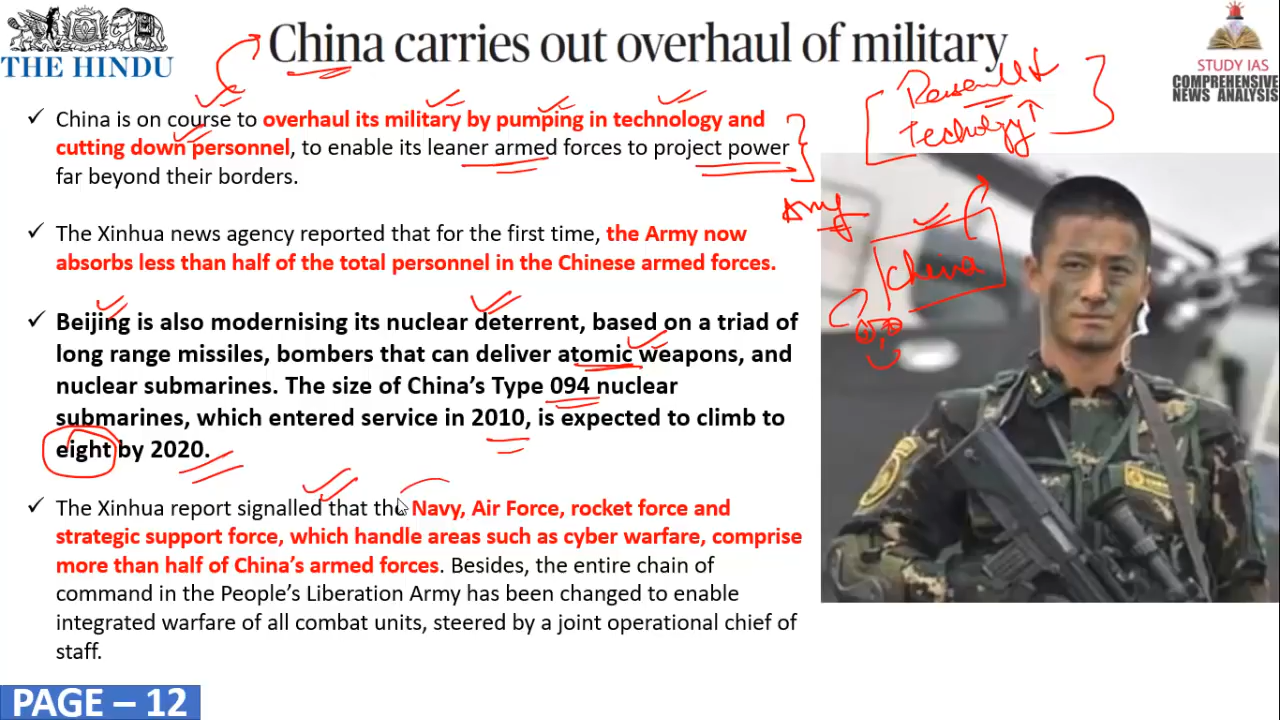 THE HINDU
China carries out overhaul of military
STUDY IAS
COMPREHENSIVE
NEWS ANALYSIS
✓ China is on course to overhaul its military by pumping in technology and
cutting down personnel, to enable its leaner armed forces to project power
far beyond their borders.
✓ The Xinhua news agency reported that for the first time, the Army now
absorbs less than half of the total personnel in the Chinese armed forces.
✓ Beijing is also modernising its nuclear deterrent, based on a triad of
long range missiles, bombers that can deliver atomic weapons, and
nuclear submarines. The size of China's Type 094 nuclear
submarines, which entered service in 2010, is expected to climb to
eight by 2020.
✓ The Xinhua report signalled that the Navy, Air Force, rocket force and
strategic support force, which handle areas such as cyber warfare, comprise
more than half of China's armed forces. Besides, the entire chain of
command in the People's Liberation Army has been changed to enable
integrated warfare of all combat units, steered by a joint operational chief of
staff.
Army
China
PAGE – 12